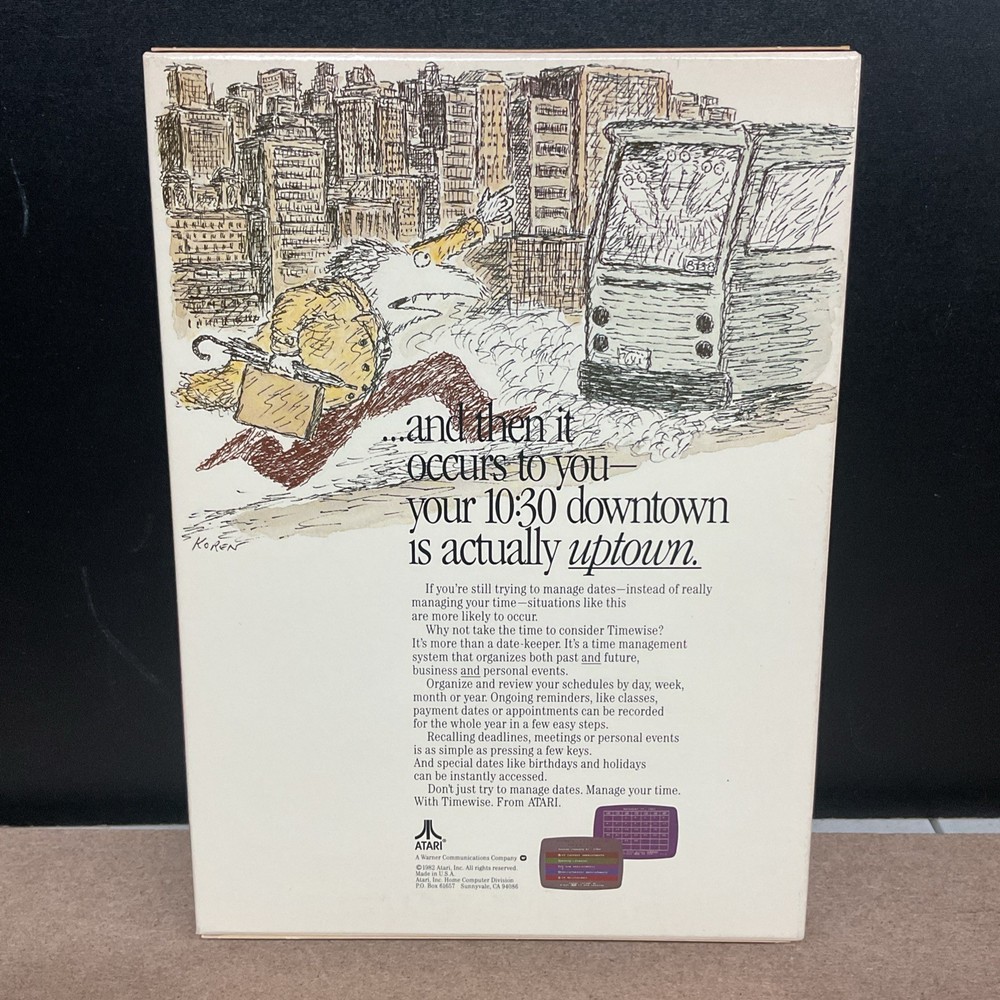 KOREN
...and then it
occurs to you—
your 10:30 downtown
is actually uptown.
If you're still trying to manage dates—instead of really
managing your time—situations like this
are more likely to occur.
Why not take the time to consider Timewise?
It's more than a date-keeper. It's a time management
system that organizes both past and future,
business and personal events.
Organize and review your schedules by day, week,
month or year. Ongoing reminders, like classes,
payment dates or appointments can be recorded
for the whole year in a few easy steps.
Recalling deadlines, meetings or personal events
is as simple as pressing a few keys.
And special dates like birthdays and holidays
can be instantly accessed.
Don't just try to manage dates. Manage your time.
With Timewise. From ATARI.
ATARI®
A Warner Communications Company
©1982 Atari, Inc. All rights reserved.
Made in U.S.A.
Atari, Inc. Home Computer Division
P.O. Box 61657 Sunnyvale, CA 94086